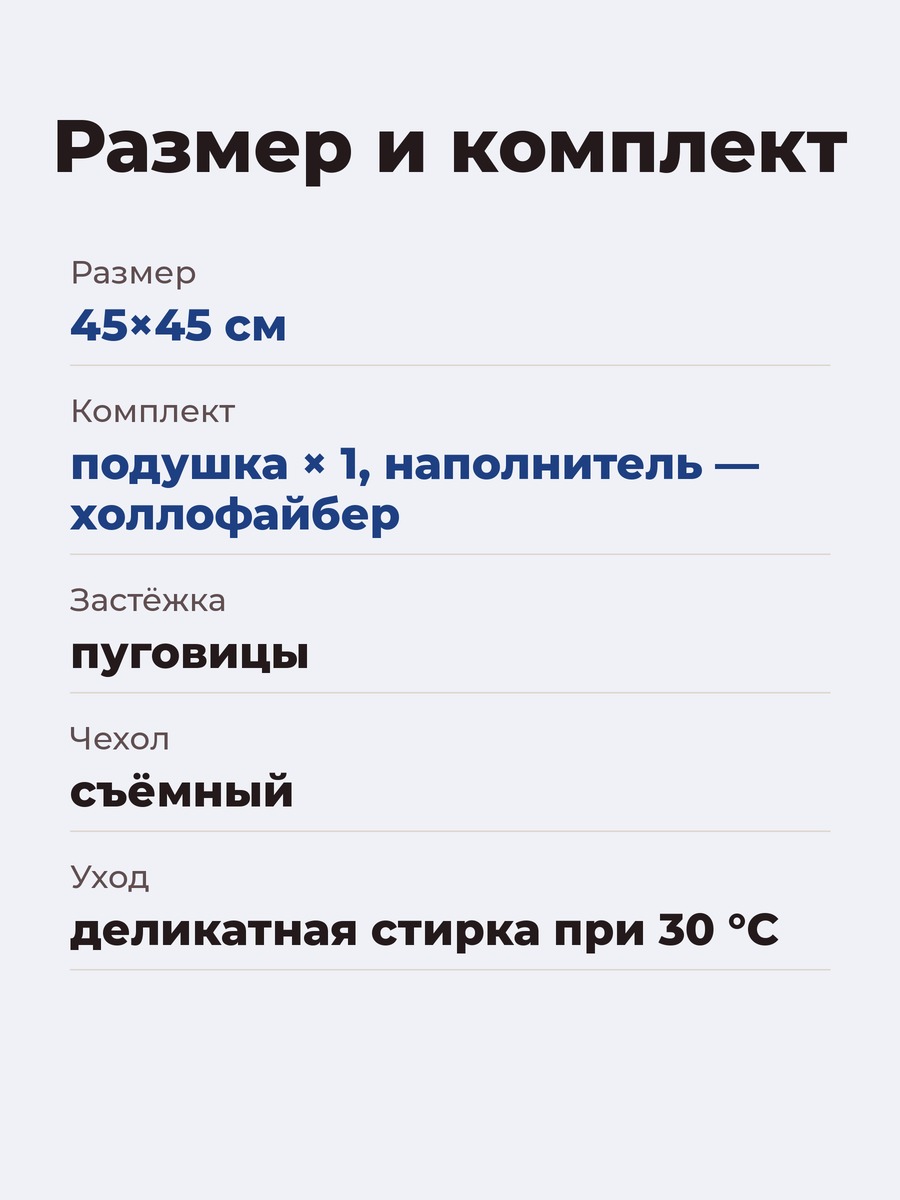 Размер и комплект
Размер
45×45 см
Комплект
подушка × 1, наполнитель —
холлофайбер
Застёжка
пуговицы
Чехол
съёмный
Уход
деликатная стирка при 30 °C